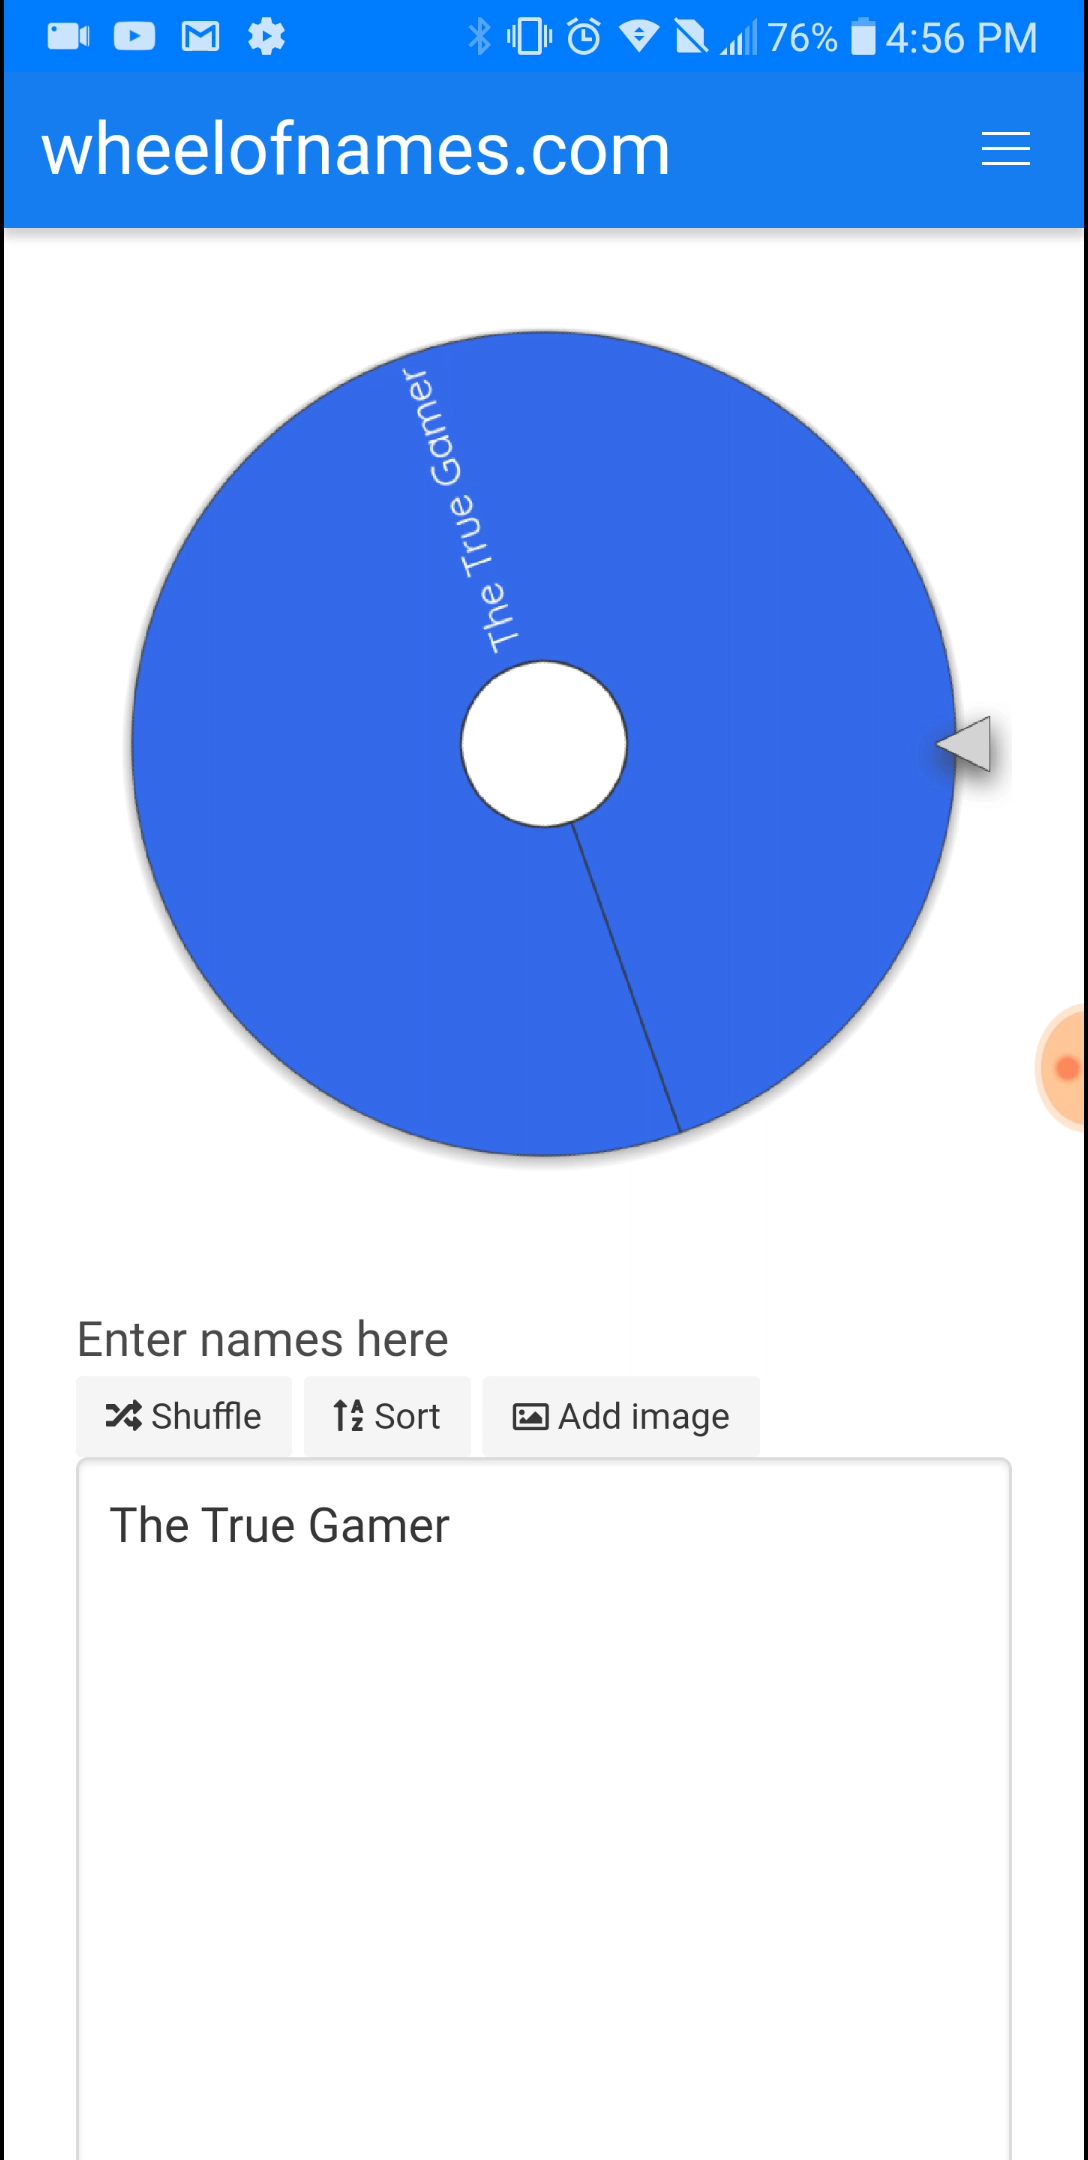 76% 4:56 PM
wheelofnames.com
The True Gamer
Enter names here
Shuffle Sort Add image
The True Gamer